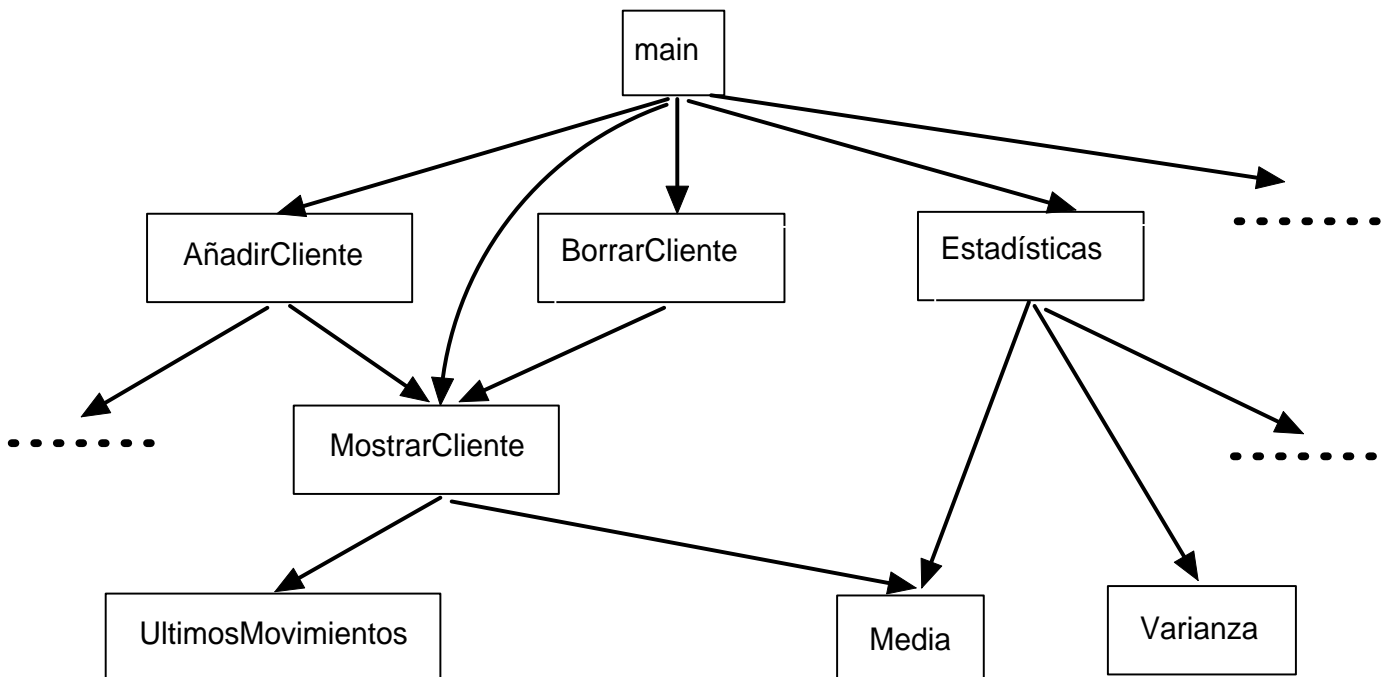 main
AñadirCliente
BorrarCliente
Estadísticas
MostrarCliente
UltimosMovimientos
Media
Varianza